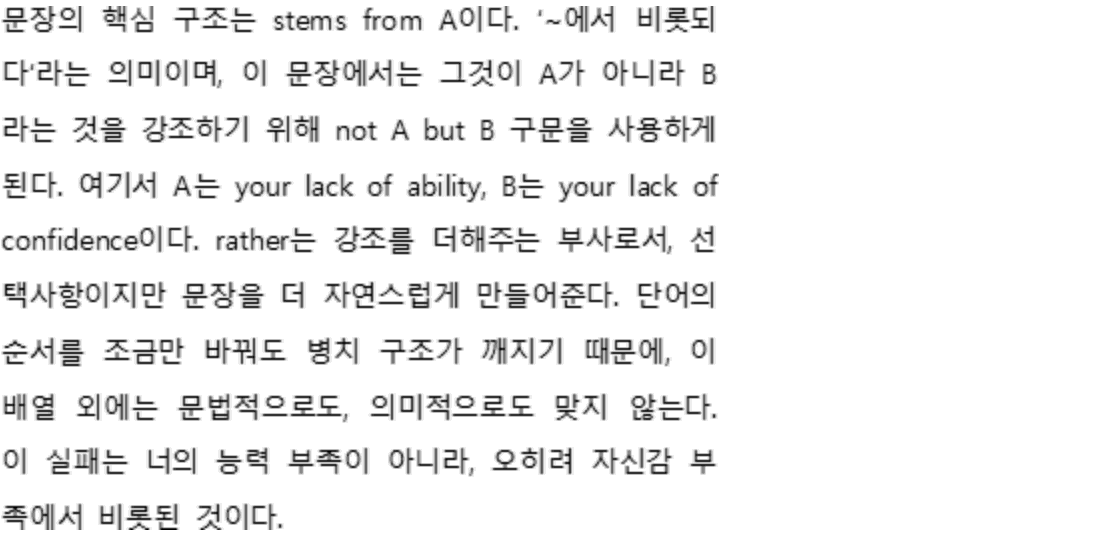 문장의 핵심 구조는 stems from A이다. '~에서 비롯되
다'라는 의미이며, 이 문장에서는 그것이 A가 아니라 B
라는 것을 강조하기 위해 not A but B 구문을 사용하게
된다. 여기서 A는 your lack of ability, B는 your lack of
confidence이다. rather는 강조를 더해주는 부사로서, 선
택사항이지만 문장을 더 자연스럽게 만들어준다. 단어의
순서를 조금만 바꿔도 병치 구조가 깨지기 때문에, 이
배열 외에는 문법적으로도, 의미적으로도 맞지 않는다.
이 실패는 너의 능력 부족이 아니라, 오히려 자신감 부
족에서 비롯된 것이다.